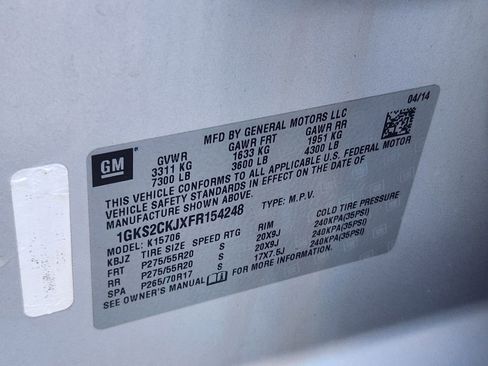 04/14
GM
MFD BY GENERAL MOTORS LLC
GVWR GAWR FRT GAWR RR
3311 KG 1633 KG 1951 KG
7300 LB 3600 LB 4300 LB
THIS VEHICLE CONFORMS TO ALL APPLICABLE U.S. FEDERAL MOTOR
VEHICLE SAFETY STANDARDS IN EFFECT ON THE DATE OF
MANUFACTURE SHOWN ABOVE.
1GKS2CKJXFR154248 TYPE: M.P.V.
MODEL: K15706
KBJZ TIRE SIZE SPEED RTG RIM COLD TIRE PRESSURE
FRT P275/55R20 S 20X9J 240KPA(35PSI)
RR P275/55R20 S 20X9J 240KPA(35PSI)
SPA P265/70R17 S 17X7.5J 240KPA(35PSI)
SEE OWNER'S MANUAL FOR MORE INFORMATION.